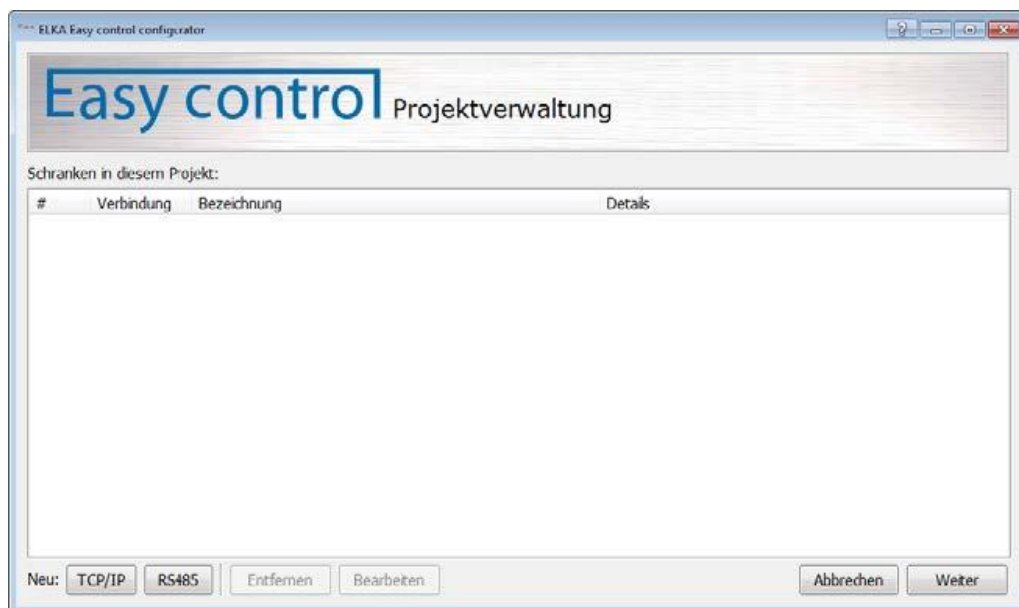 ELKA Easy control configurator
Easy control Projektverwaltung
Schranken in diesem Projekt:
# Verbindung Bezeichnung Details
Neu: TCP/IP RS485 Entfernen Bearbeiten Abbrechen Weiter